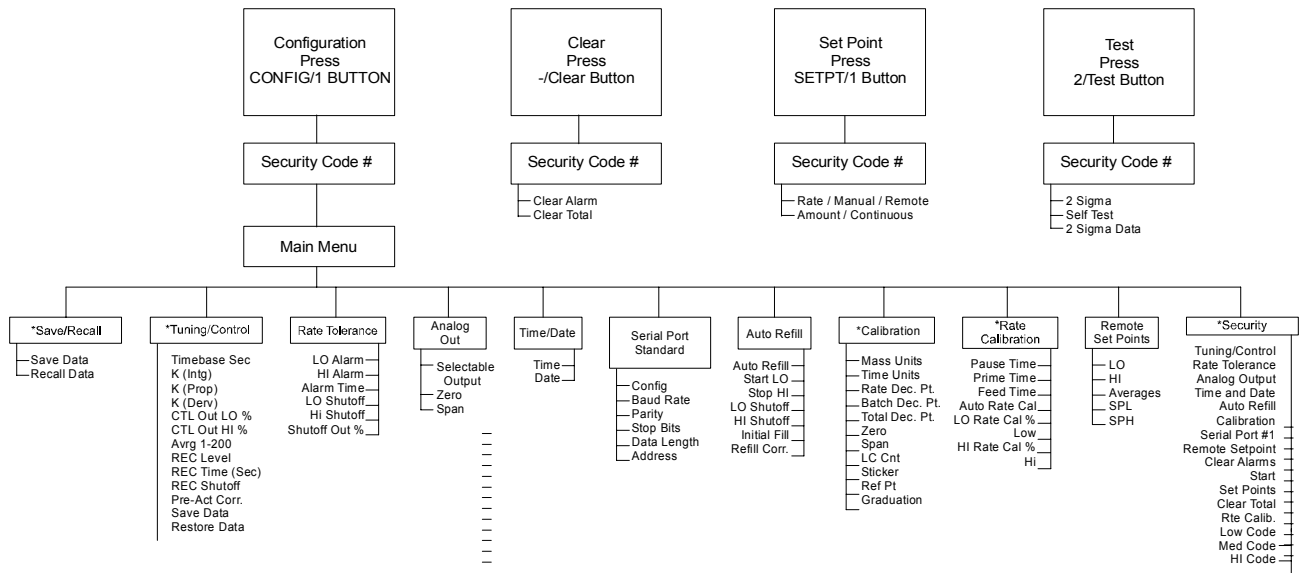 Configuration
Press
CONFIG/1 BUTTON
Clear
Press
-/Clear Button
Set Point
Press
SETPT/1 Button
Test
Press
2/Test Button
Security Code #
Security Code #
Security Code #
Security Code #
Clear Alarm
Clear Total
Rate / Manual / Remote
Amount / Continuous
2 Sigma
Self Test
2 Sigma Data
Main Menu
*Save/Recall
Save Data
Recall Data
*Tuning/Control
Timebase Sec
K (Intg)
K (Prop)
K (Derv)
CTL Out LO %
CTL Out HI %
Avrg 1-200
REC Level
REC Time (Sec)
REC Shutoff
Pre-Act Corr.
Save Data
Restore Data
Rate Tolerance
LO Alarm
HI Alarm
Alarm Time
LO Shutoff
Hi Shutoff
Shutoff Out %
Analog
Out
Selectable
Output
Zero
Span
Time/Date
Time
Date
Serial Port
Standard
Config
Baud Rate
Parity
Stop Bits
Data Length
Address
Auto Refill
Auto Refill
Start LO
Stop HI
LO Shutoff
HI Shutoff
Initial Fill
Refill Corr.
*Calibration
Mass Units
Time Units
Rate Dec. Pt.
Batch Dec. Pt.
Total Dec. Pt.
Zero
Span
LC Cnt
Sticker
Ref Pt
Graduation
*Rate
Calibration
Pause Time
Prime Time
Feed Time
Auto Rate Cal
LO Rate Cal %
Low
HI Rate Cal %
Hi
Remote
Set Points
LO
HI
Averages
SPL
SPH
*Security
Tuning/Control
Rate Tolerance
Analog Output
Time and Date
Auto Refill
Calibration
Serial Port #1
Remote Setpoint
Clear Alarms
Start
Set Points
Clear Total
Rte Calib.
Low Code
Med Code
HI Code